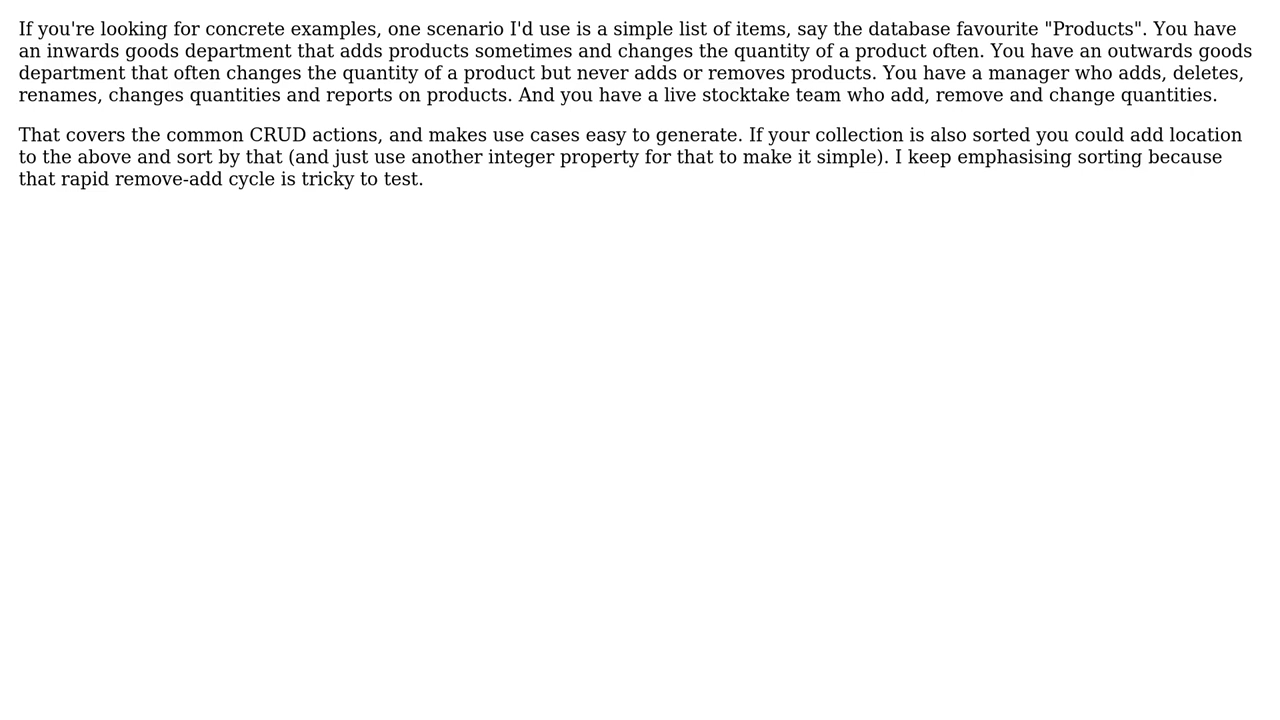 If you're looking for concrete examples, one scenario I'd use is a simple list of items, say the database favourite "Products". You have
an inwards goods department that adds products sometimes and changes the quantity of a product often. You have an outwards goods
department that often changes the quantity of a product but never adds or removes products. You have a manager who adds, deletes,
renames, changes quantities and reports on products. And you have a live stocktake team who add, remove and change quantities.
That covers the common CRUD actions, and makes use cases easy to generate. If your collection is also sorted you could add location
to the above and sort by that (and just use another integer property for that to make it simple). I keep emphasising sorting because
that rapid remove-add cycle is tricky to test.